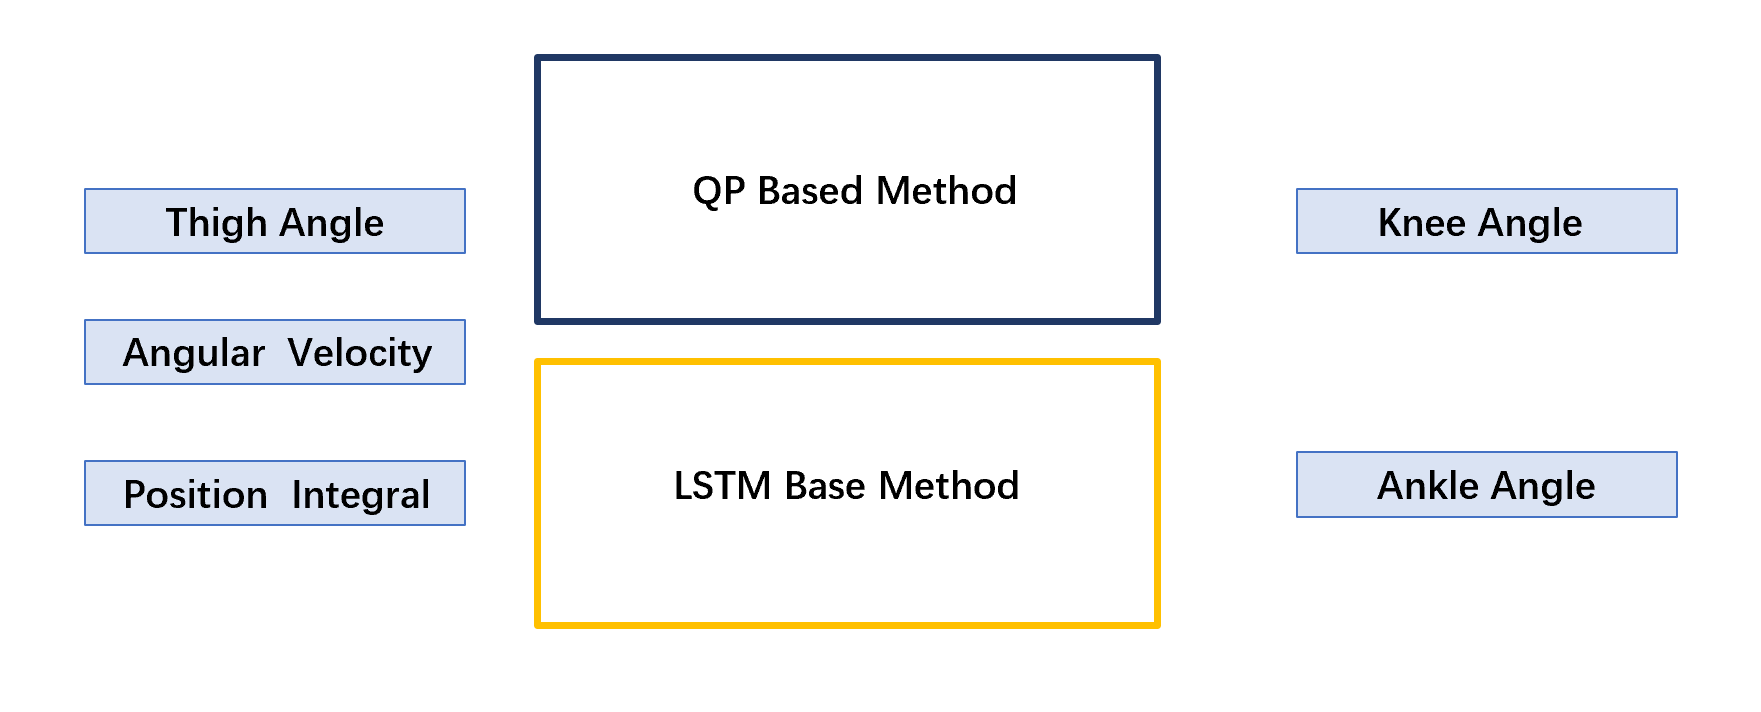 QP Based Method
Thigh Angle
Knee Angle
Angular Velocity
LSTM Base Method
Position Integral
Ankle Angle